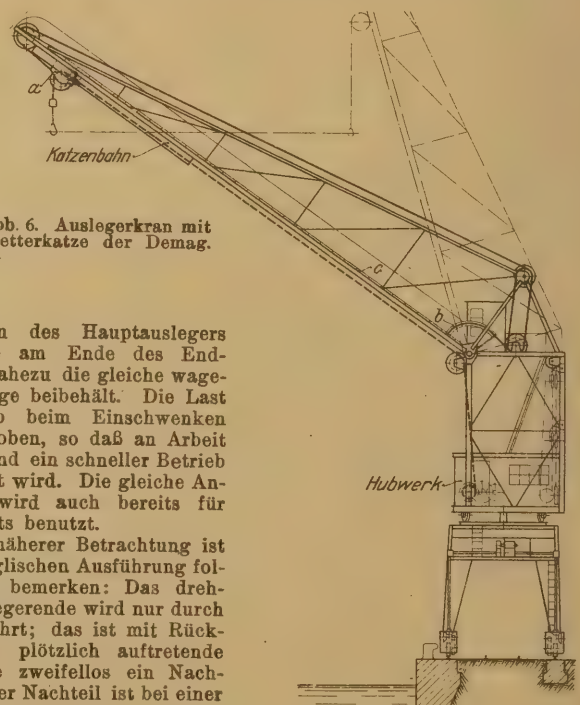 a
Katzenbahn
bb. 6. Auslegerkran mit
etterkatze der Demag.
c
b
n des Hauptauslegers
am Ende des End-
ahezu die gleiche wage-
ge beibehält. Die Last
o beim Einschwenken
oben, so daß an Arbeit
nd ein schneller Betrieb
t wird. Die gleiche An-
wird auch bereits für
ts benutzt.
Hubwerk
näherer Betrachtung ist
glischen Ausführung fol-
bemerken: Das dreh-
egerende wird nur durch
hrt; das ist mit Rück-
plötzlich auftretende
e zweifellos ein Nach-
er Nachteil ist bei einer